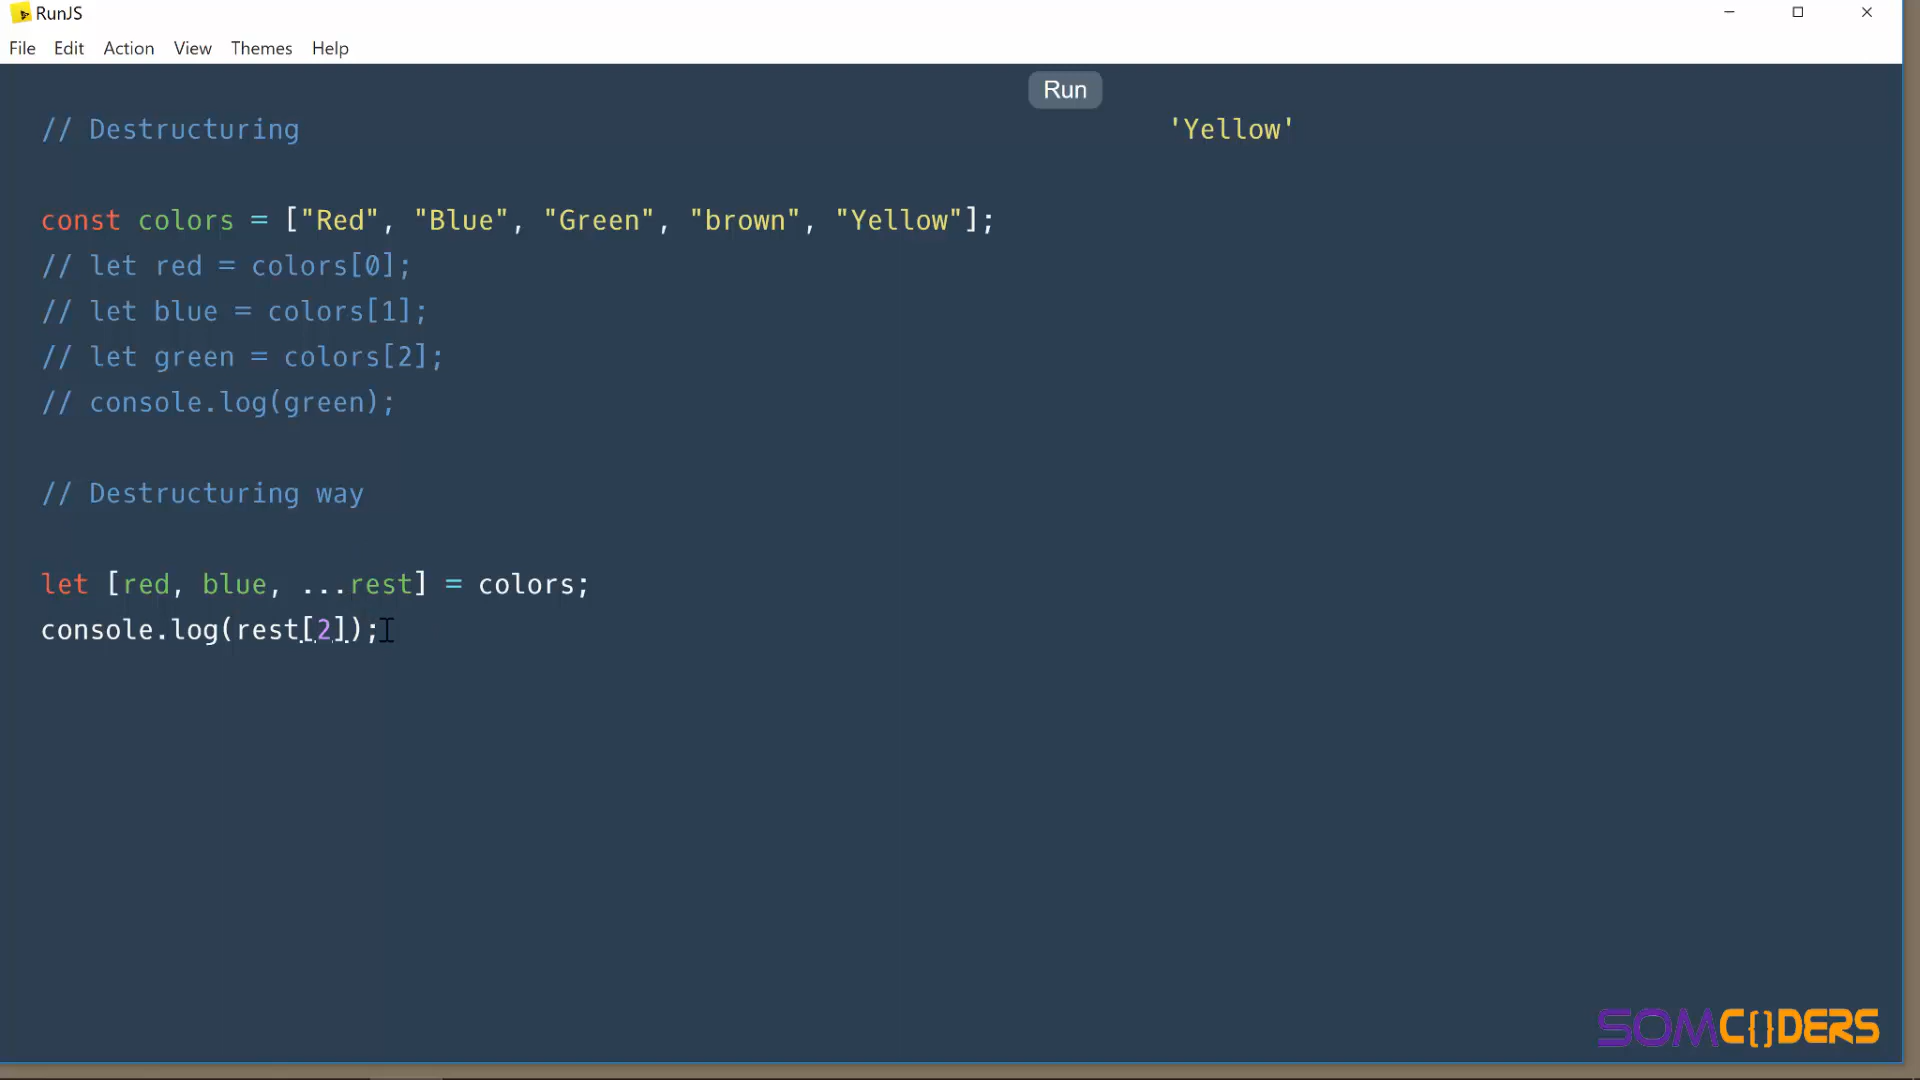 RunJS
File Edit Action View Themes Help
Run
// Destructuring
'Yellow'
const colors = ["Red", "Blue", "Green", "brown", "Yellow"];
// let red = colors[0];
// let blue = colors[1];
// let green = colors[2];
// console.log(green);
// Destructuring way
let [red, blue, ...rest] = colors;
console.log(rest[2]);
SOMC{}DERS